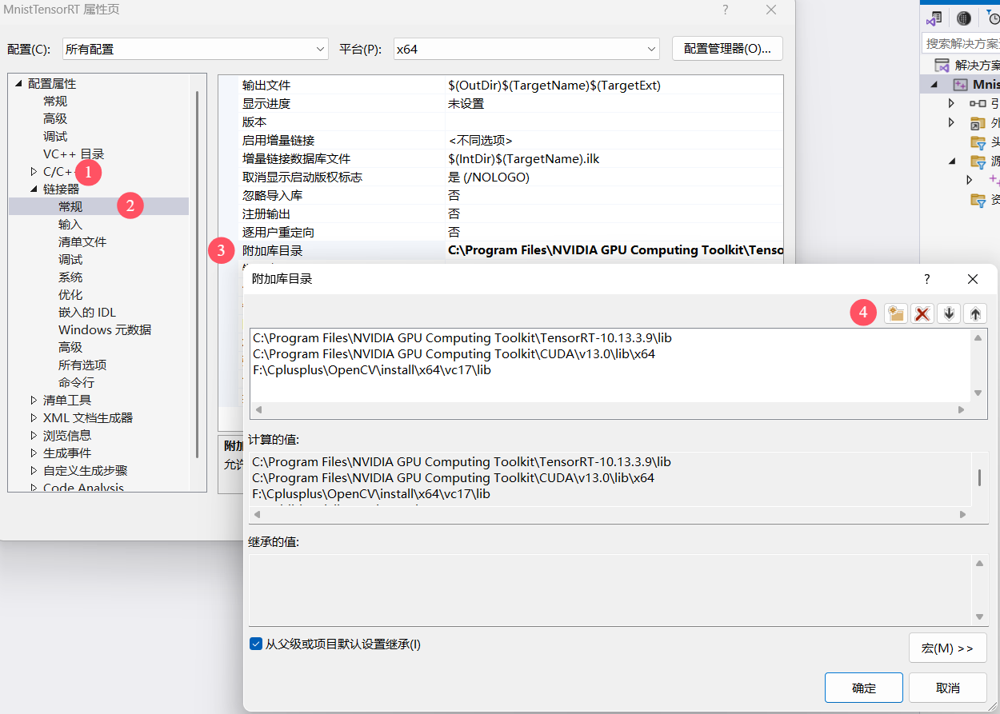 MnistTensorRT 属性页
?
配置(C):
所有配置
平台(P):
x64
配置管理器(O)...
配置属性
常规
高级
调试
VC++ 目录
C/C+
1
链接器
常规
2
输入
清单文件
调试
系统
优化
嵌入的 IDL
Windows 元数据
高级
所有选项
命令行
清单工具
XML 文档生成器
浏览信息
生成事件
自定义生成步骤
Code Analysis
输出文件 $(OutDir)$(TargetName)$(TargetExt)
显示进度 未设置
版本
启用增量链接 <不同选项>
增量链接数据库文件 $(IntDir)$(TargetName).ilk
取消显示启动版权标志 是 (/NOLOGO)
忽略导入库 否
注册输出 否
逐用户重定向 否
3
附加库目录 C:\Program Files\NVIDIA GPU Computing Toolkit\Tenso
附加
允许
搜索解决方案
解决方案
Mnis
引
外
头
源
资
附加库目录
?
4
C:\Program Files\NVIDIA GPU Computing Toolkit\TensorRT-10.13.3.9\lib
C:\Program Files\NVIDIA GPU Computing Toolkit\CUDA\v13.0\lib\x64
F:\Cplusplus\OpenCV\install\x64\vc17\lib
计算的值:
C:\Program Files\NVIDIA GPU Computing Toolkit\TensorRT-10.13.3.9\lib
C:\Program Files\NVIDIA GPU Computing Toolkit\CUDA\v13.0\lib\x64
F:\Cplusplus\OpenCV\install\x64\vc17\lib
继承的值:
从父级或项目默认设置继承(I)
宏(M) >>
确定
取消